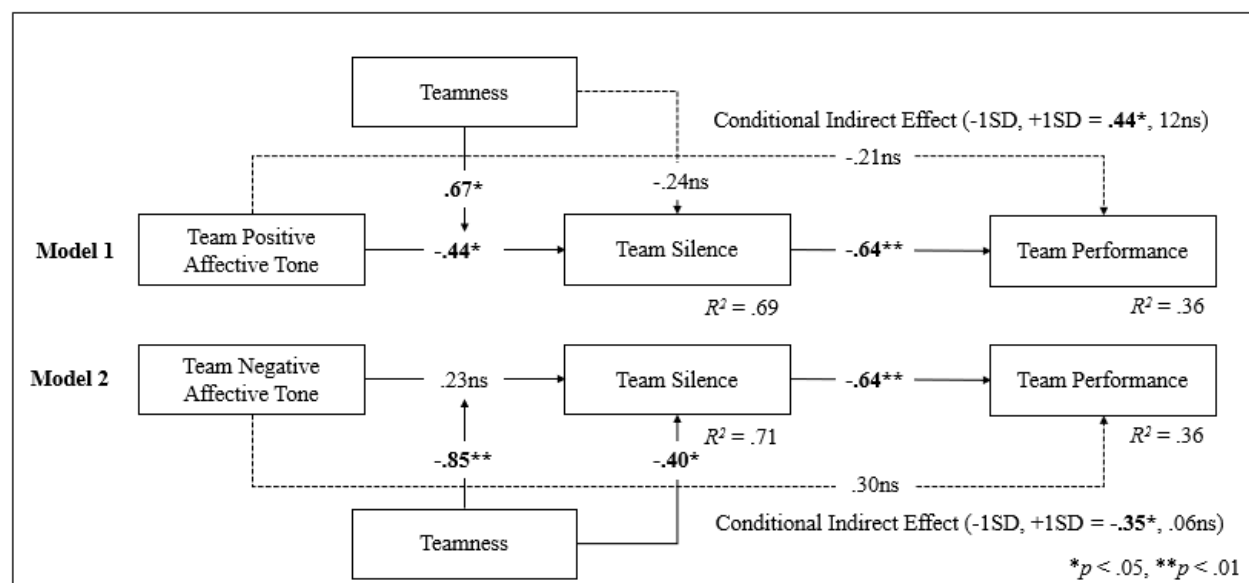 Teamness
Conditional Indirect Effect (-1SD, +1SD = .44*, 12ns)
-.21ns
.67*
-.24ns
Model 1
Team Positive
Affective Tone
-.44*
Team Silence
-.64**
Team Performance
R² = .69
R² = .36
Model 2
Team Negative
Affective Tone
.23ns
Team Silence
-.64**
Team Performance
R² = .71
R² = .36
-.85**
-.40*
.30ns
Teamness
Conditional Indirect Effect (-1SD, +1SD = -.35*, .06ns)
*p < .05, **p < .01